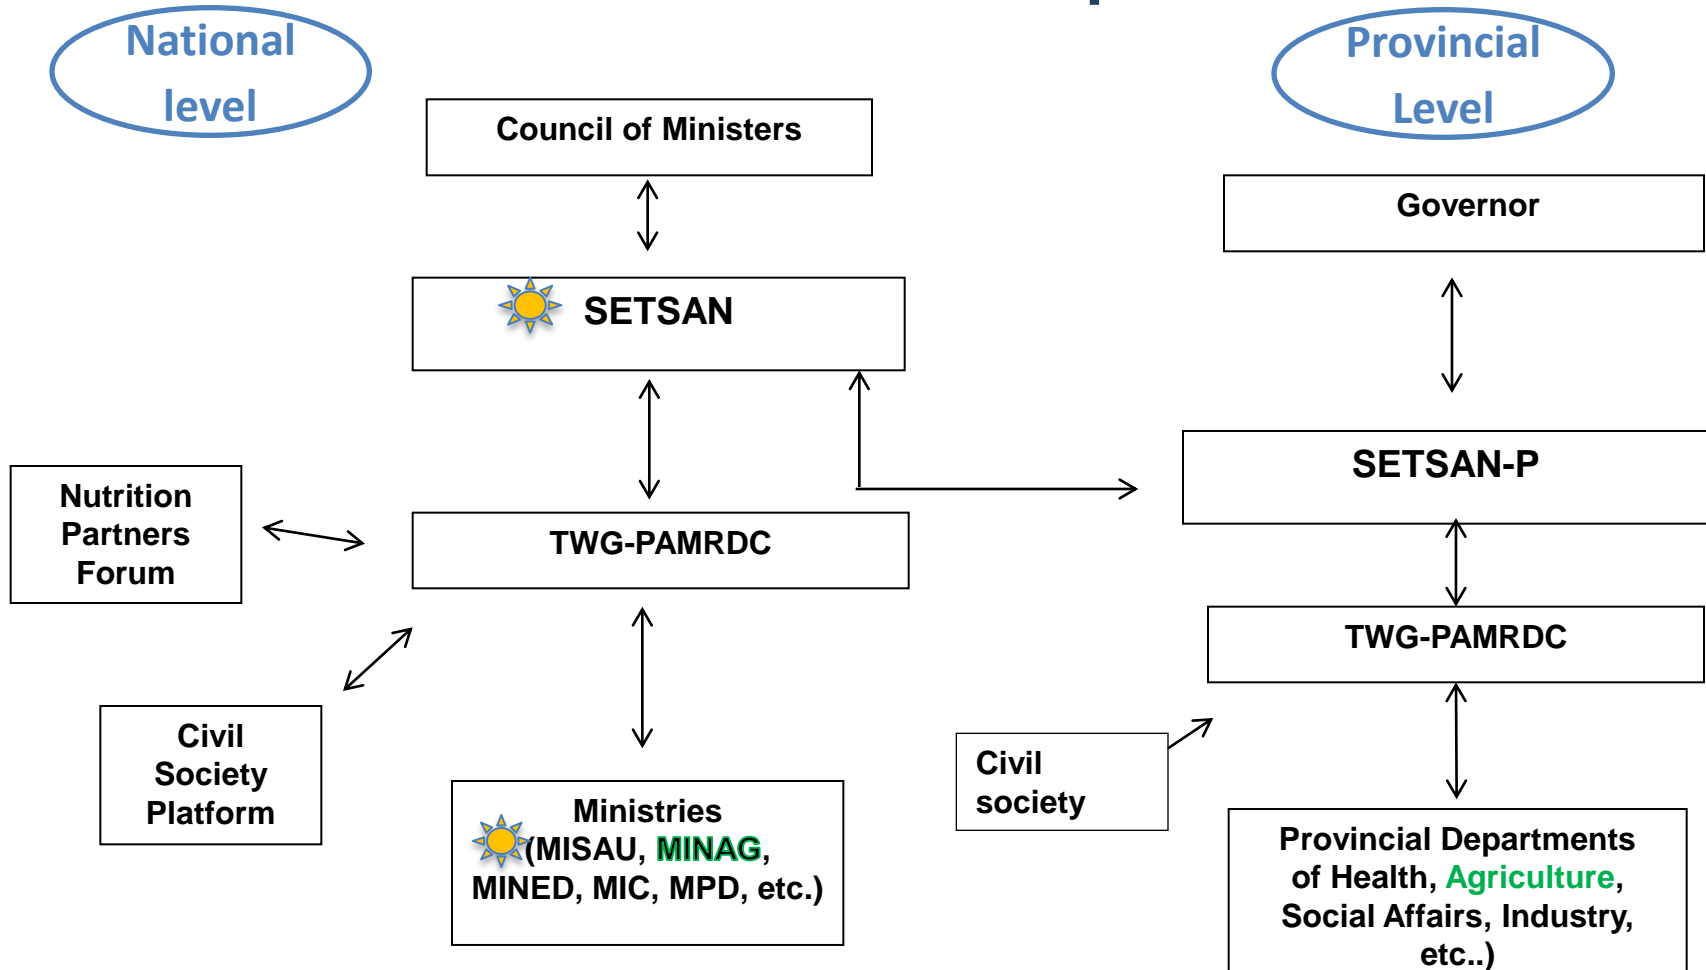 National
level
Provincial
Level
Council of Ministers
Governor
SETSAN
SETSAN-P
Nutrition
Partners
Forum
TWG-PAMRDC
TWG-PAMRDC
Civil
Society
Platform
Civil
society
Ministries
(MISAU, MINAG,
MINED, MIC, MPD, etc.)
Provincial Departments
of Health, Agriculture,
Social Affairs, Industry,
etc..)